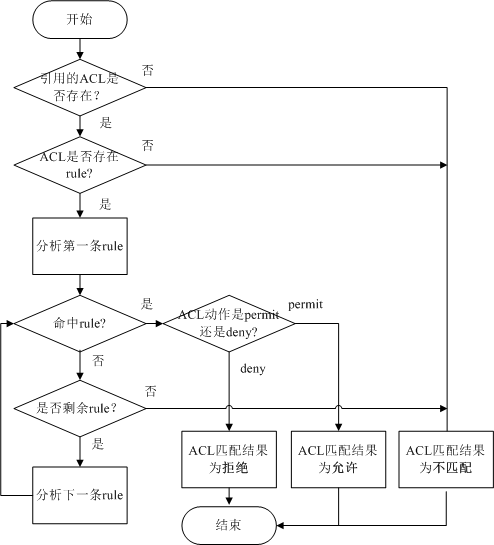 开始
引用的ACL是
否存在？
否
是
ACL是否存在
rule?
否
是
分析第一条rule
命中rule?
是
ACL动作是permit
还是deny?
permit
否
deny
是否剩余rule？
否
是
ACL匹配结果
为拒绝
ACL匹配结果
为允许
ACL匹配结果
为不匹配
分析下一条rule
结束